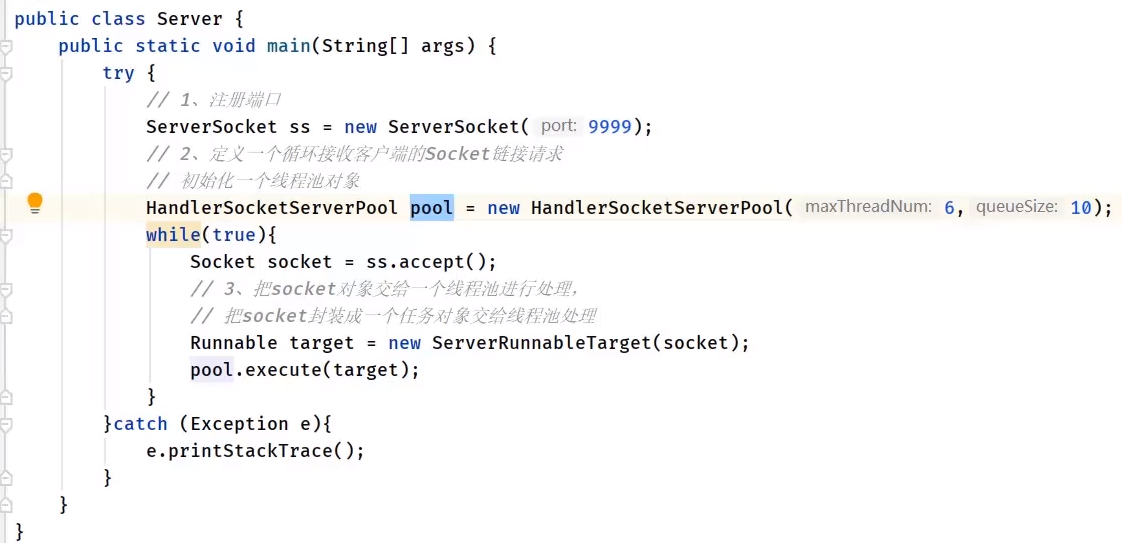 public class Server {
    public static void main(String[] args) {
        try {
            // 1、注册端口
            ServerSocket ss = new ServerSocket( port: 9999);
            // 2、定义一个循环接收客户端的Socket链接请求
            // 初始化一个线程池对象
            HandlerSocketServerPool pool = new HandlerSocketServerPool( maxThreadNum: 6, queueSize: 10);
            while(true){
                Socket socket = ss.accept();
                // 3、把socket对象交给一个线程池进行处理，
                // 把socket封装成一个任务对象交给线程池处理
                Runnable target = new ServerRunnableTarget(socket);
                pool.execute(target);
            }
        }catch (Exception e){
            e.printStackTrace();
        }
    }
}